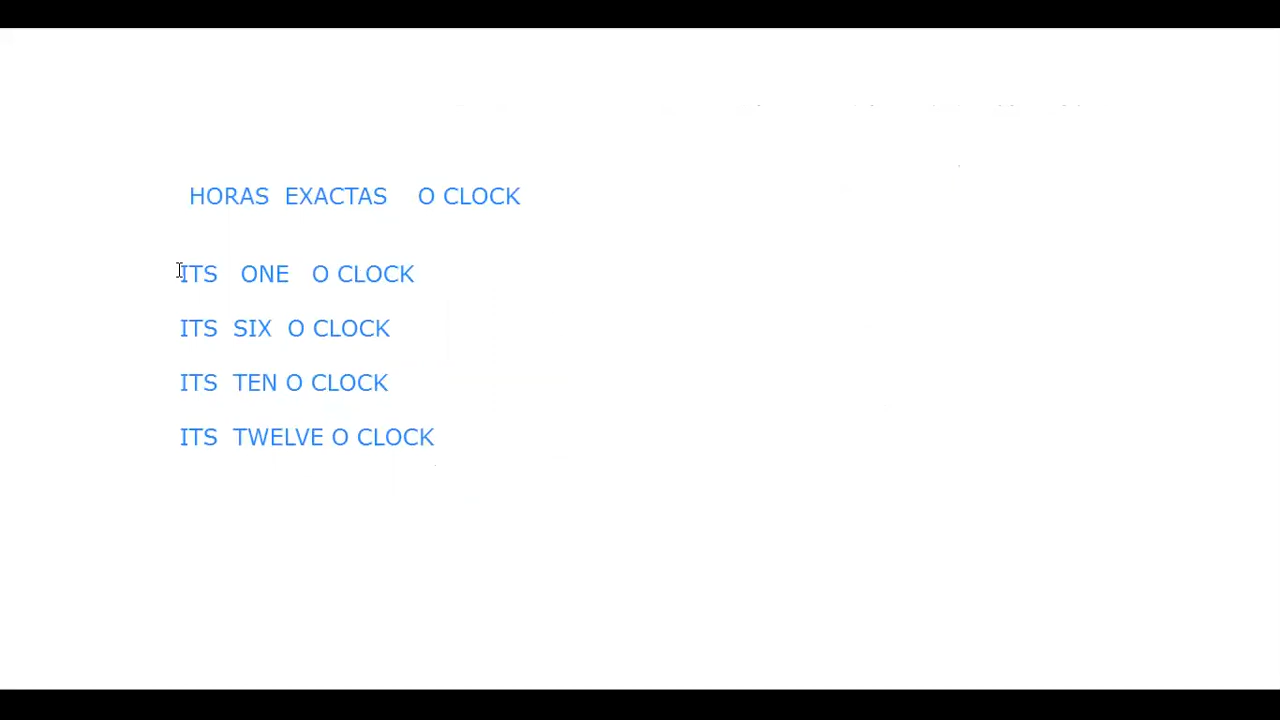 HORAS EXACTAS O CLOCK
ITS ONE O CLOCK
ITS SIX O CLOCK
ITS TEN O CLOCK
ITS TWELVE O CLOCK